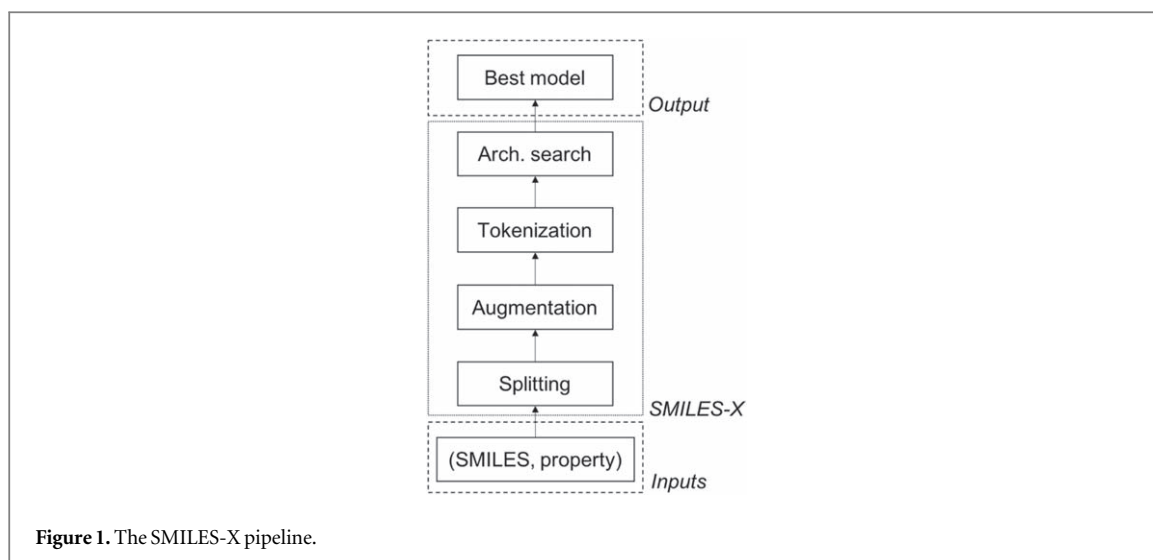 Best model
Output
Arch. search
Tokenization
Augmentation
Splitting
SMILES-X
(SMILES, property)
Inputs
Figure 1. The SMILES-X pipeline.